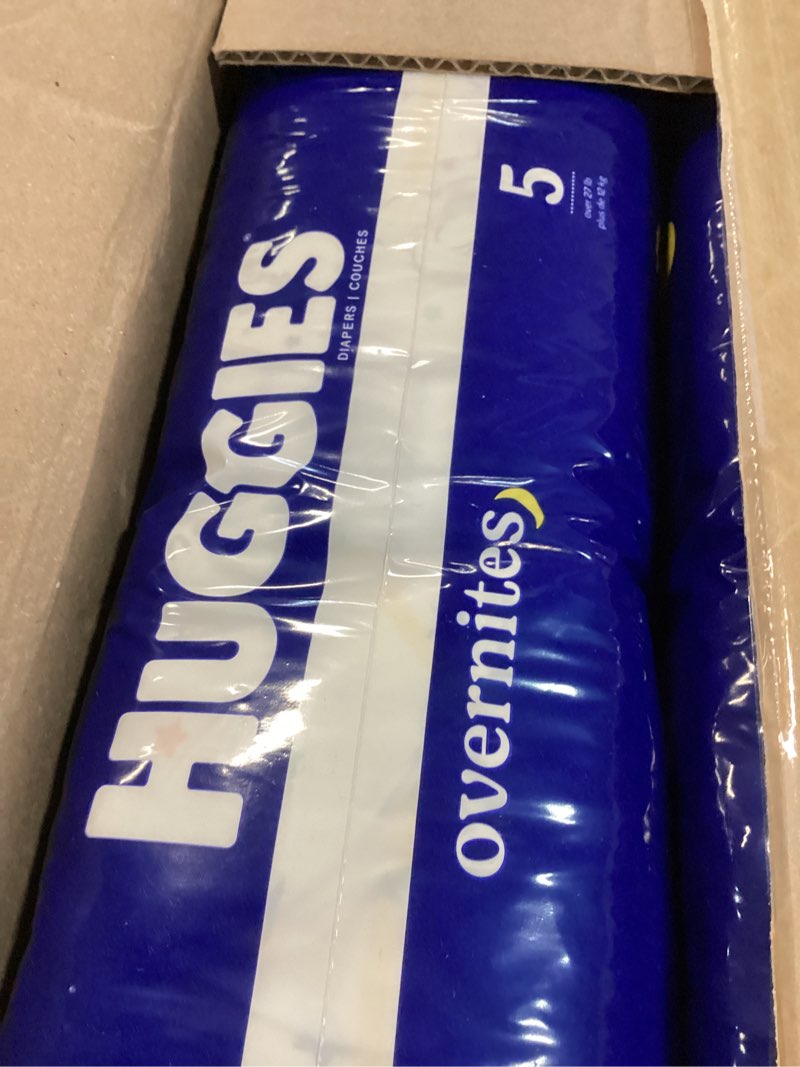 HUGGIES®
DIAPERS | COUCHES
overnites
5
over 27 lb
plus de 12 kg